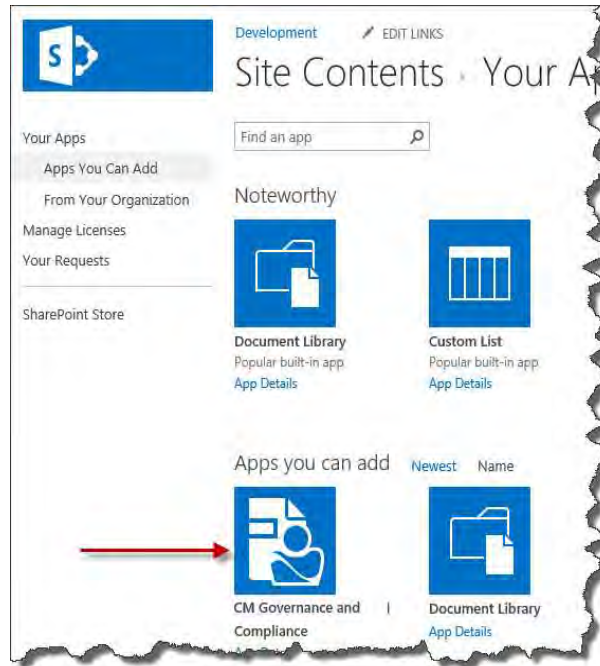 Development EDIT LINKS
Site Contents › Your A
Find an app
Your Apps
Apps You Can Add
From Your Organization
Manage Licenses
Your Requests
SharePoint Store
Noteworthy
Document Library
Popular built-in app
App Details
Custom List
Popular built-in app
App Details
Apps you can add Newest Name
CM Governance and
Compliance
Document Library
App Details